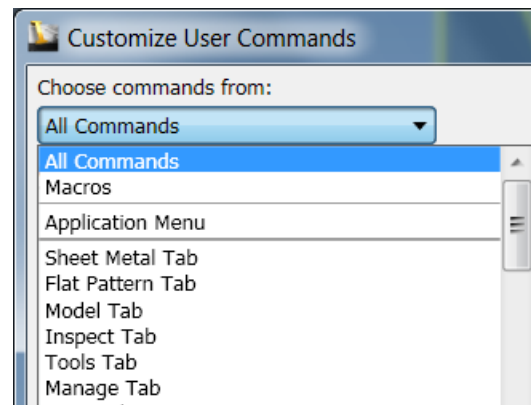 Customize User Commands
Choose commands from:
All Commands
All Commands
Macros
Application Menu
Sheet Metal Tab
Flat Pattern Tab
Model Tab
Inspect Tab
Tools Tab
Manage Tab